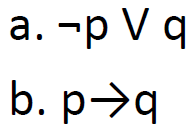 a. ¬p V q
b. p→q